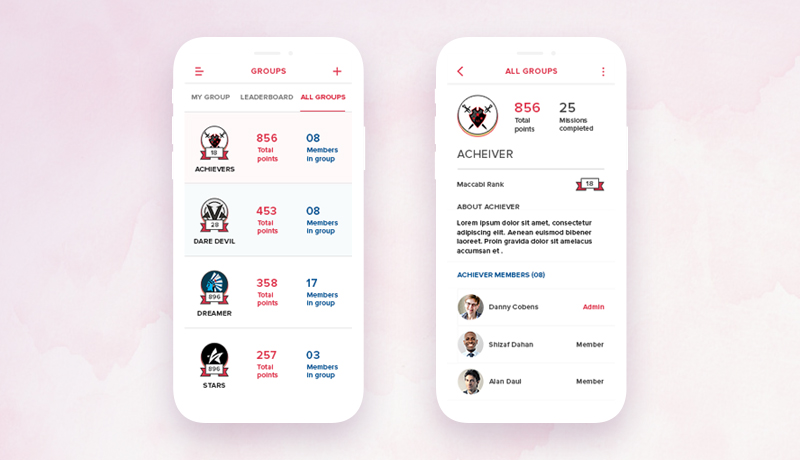 GROUPS
MY GROUP LEADERBOARD ALL GROUPS
18
ACHIEVERS
856
Total
points
08
Members
in group
28
DARE DEVIL
453
Total
points
08
Members
in group
896
DREAMER
358
Total
points
17
Members
in group
896
STARS
257
Total
points
03
Members
in group
ALL GROUPS
856
Total
points
25
Missions
completed
ACHEIVER
Maccabi Rank 18
ABOUT ACHIEVER
Lorem ipsum dolor sit amet, consectetur
adipiscing elit. Aenean euismod bibener
laoreet. Proin gravida dolor sit amelacus
accumsan et .
ACHIEVER MEMBERS (08)
Danny Cobens Admin
Shizaf Dahan Member
Alan Daul Member